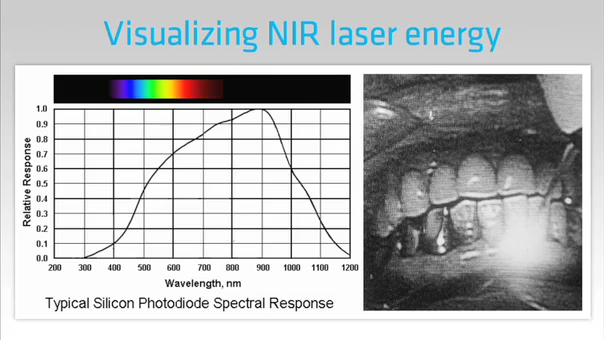 Visualizing NIR laser energy
1.0
0.9
0.8
0.7
0.6
0.5
0.4
0.3
0.2
0.1
0.0
Relative Response
200 300 400 500 600 700 800 900 1000 1100 1200
Wavelength, nm
Typical Silicon Photodiode Spectral Response